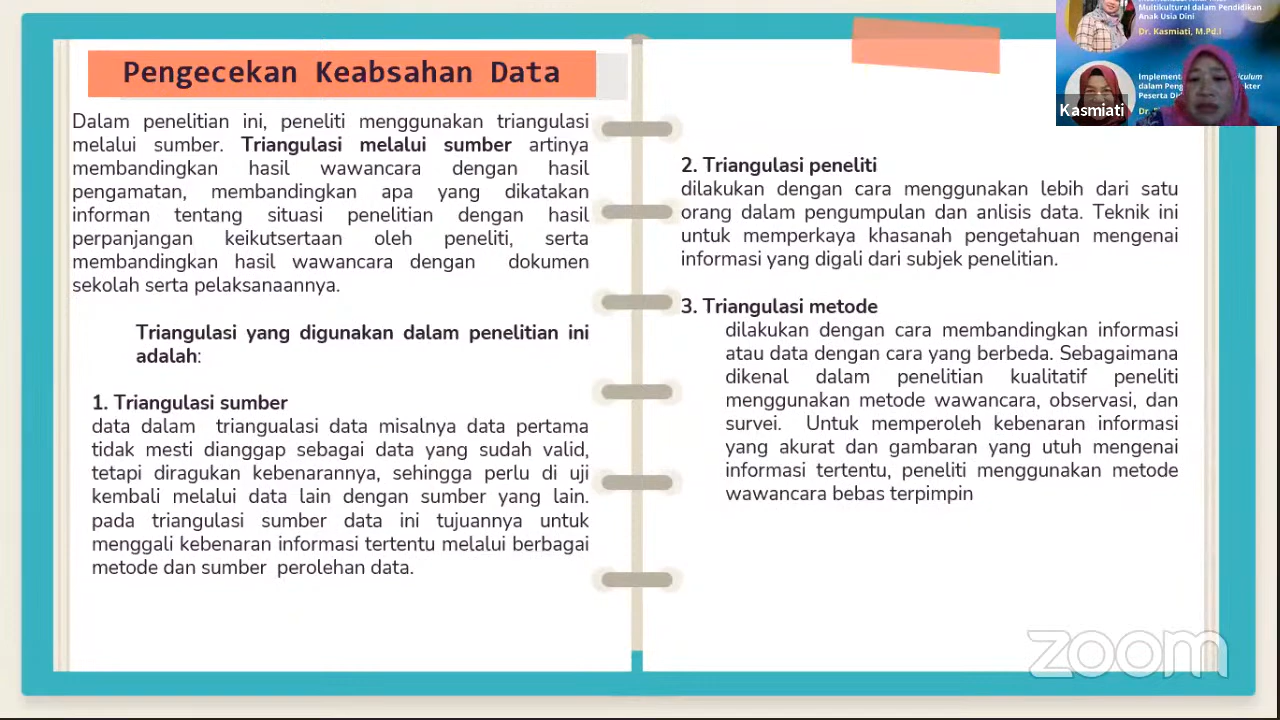 Pengecekan Keabsahan Data
Dalam penelitian ini, peneliti menggunakan triangulasi
melalui sumber. Triangulasi melalui sumber artinya
membandingkan hasil wawancara dengan hasil
pengamatan, membandingkan apa yang dikatakan
informan tentang situasi penelitian dengan hasil
perpanjangan keikutsertaan oleh peneliti, serta
membandingkan hasil wawancara dengan dokumen
sekolah serta pelaksanaannya.
Triangulasi yang digunakan dalam penelitian ini
adalah:
1. Triangulasi sumber
data dalam triangualasi data misalnya data pertama
tidak mesti dianggap sebagai data yang sudah valid,
tetapi diragukan kebenarannya, sehingga perlu di uji
kembali melalui data lain dengan sumber yang lain.
pada triangulasi sumber data ini tujuannya untuk
menggali kebenaran informasi tertentu melalui berbagai
metode dan sumber perolehan data.
2. Triangulasi peneliti
dilakukan dengan cara menggunakan lebih dari satu
orang dalam pengumpulan dan anlisis data. Teknik ini
untuk memperkaya khasanah pengetahuan mengenai
informasi yang digali dari subjek penelitian.
3. Triangulasi metode
dilakukan dengan cara membandingkan informasi
atau data dengan cara yang berbeda. Sebagaimana
dikenal dalam penelitian kualitatif peneliti
menggunakan metode wawancara, observasi, dan
survei. Untuk memperoleh kebenaran informasi
yang akurat dan gambaran yang utuh mengenai
informasi tertentu, peneliti menggunakan metode
wawancara bebas terpimpin
Multikultural dalam Pendidikan
Anak Usia Dini
Dr. Kasmiati, M.Pd.I
dalam
Kasmiati
zoom